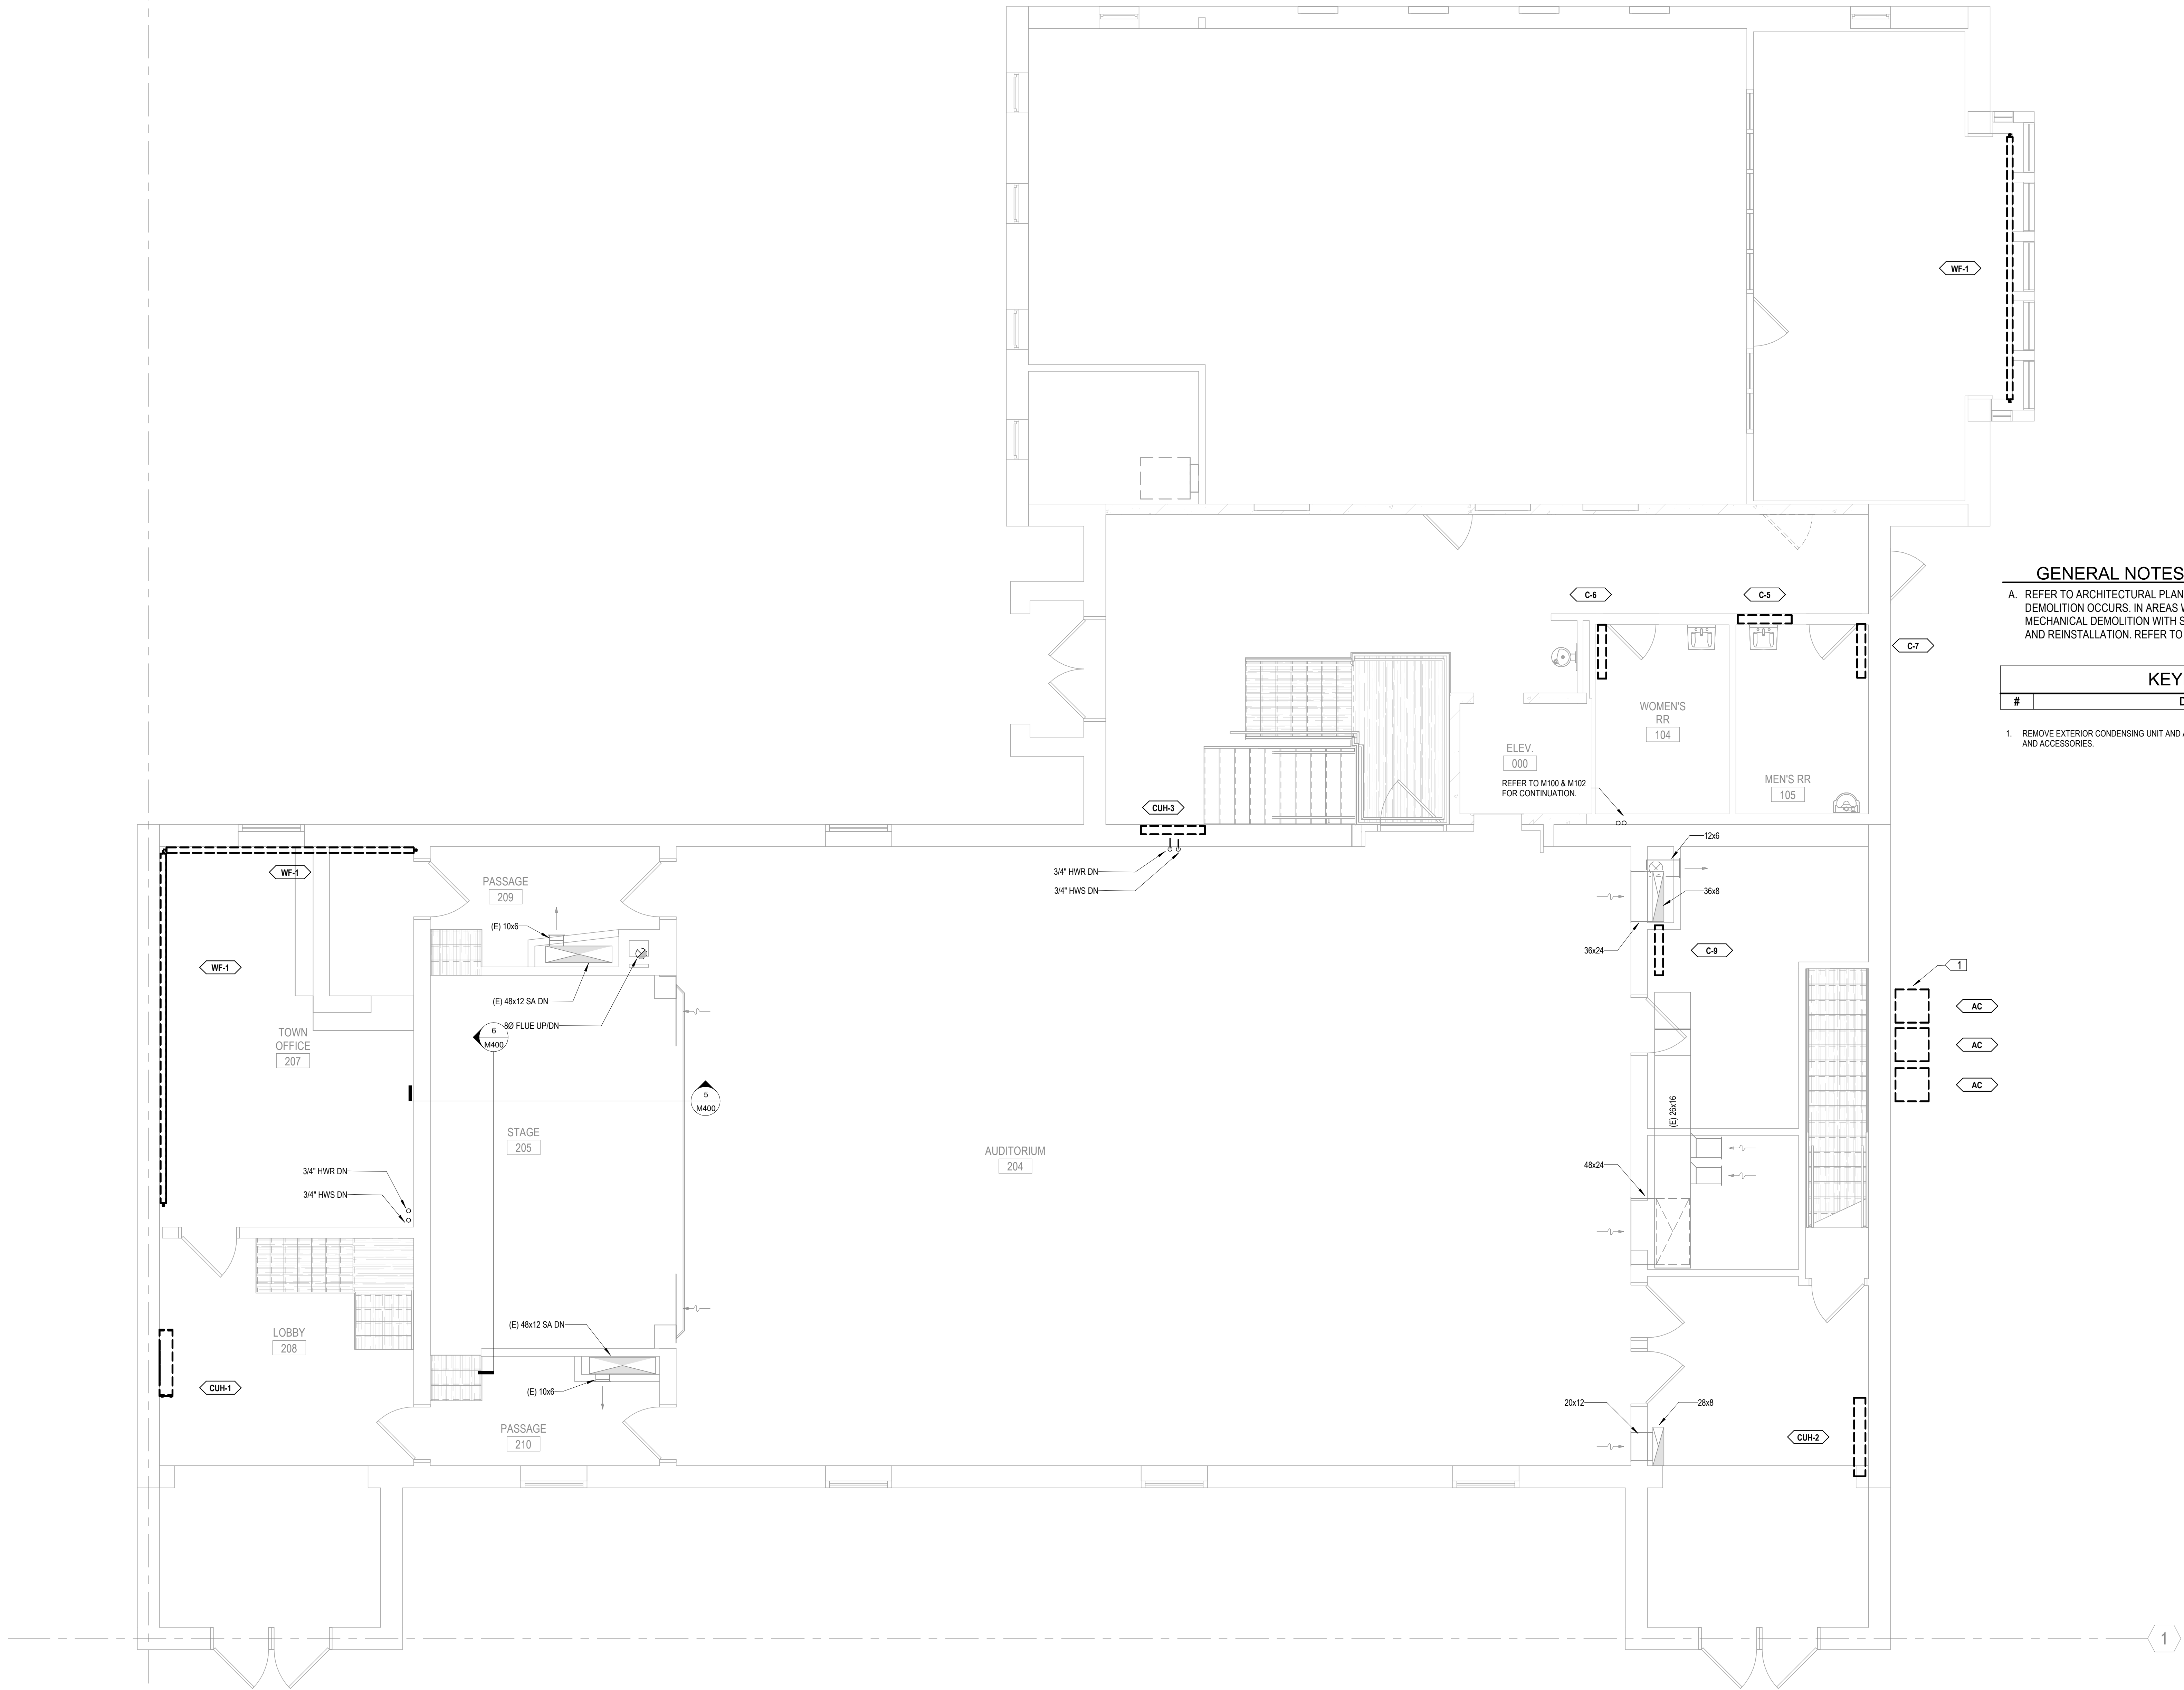 WF-1
GENERAL NOTES
A. REFER TO ARCHITECTURAL PLAN
DEMOLITION OCCURS. IN AREAS
MECHANICAL DEMOLITION WITH
AND REINSTALLATION. REFER TO
KEY
#
1. REMOVE EXTERIOR CONDENSING UNIT AND
AND ACCESSORIES.
C-6
C-5
C-7
WOMEN'S
RR
104
ELEV.
000
MEN'S RR
105
REFER TO M100 & M102
FOR CONTINUATION.
CUH-3
3/4" HWR DN
3/4" HWS DN
12x6
36x8
36x24
C-9
WF-1
PASSAGE
209
(E) 10x6
WF-1
(E) 48x12 SA DN
8Ø FLUE UP/DN
6
M400
TOWN
OFFICE
207
5
M400
STAGE
205
AUDITORIUM
204
1
AC
AC
AC
(E) 26x16
48x24
3/4" HWR DN
3/4" HWS DN
LOBBY
208
CUH-1
(E) 48x12 SA DN
(E) 10x6
PASSAGE
210
20x12
28x8
CUH-2
1